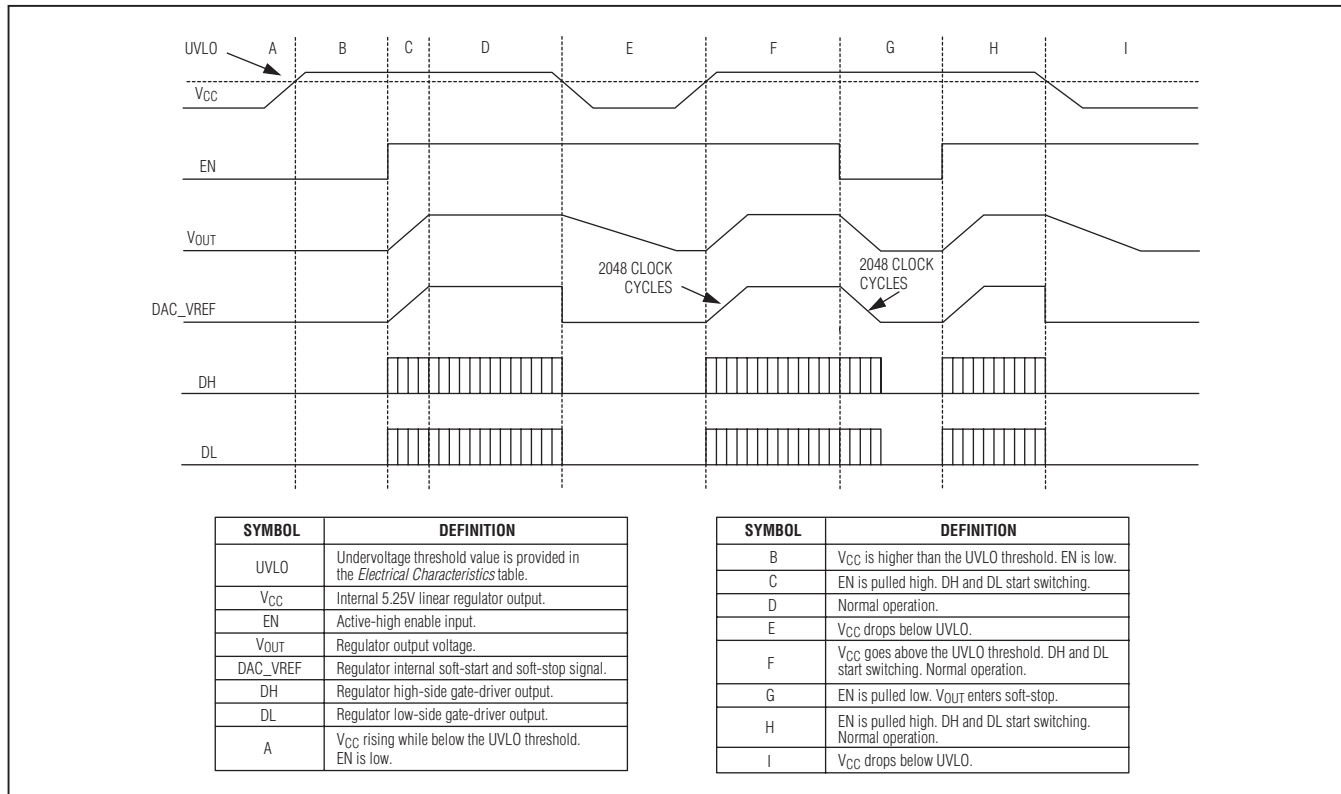 UVLO A B C D E F G H I
VCC
EN
VOUT
2048 CLOCK
CYCLES
2048 CLOCK
CYCLES
DAC_VREF
DH
DL
SYMBOL DEFINITION
UVLO Undervoltage threshold value is provided in
the Electrical Characteristics table.
VCC Internal 5.25V linear regulator output.
EN Active-high enable input.
VOUT Regulator output voltage.
DAC_VREF Regulator internal soft-start and soft-stop signal.
DH Regulator high-side gate-driver output.
DL Regulator low-side gate-driver output.
A VCC rising while below the UVLO threshold.
EN is low.
SYMBOL DEFINITION
B VCC is higher than the UVLO threshold. EN is low.
C EN is pulled high. DH and DL start switching.
D Normal operation.
E VCC drops below UVLO.
F VCC goes above the UVLO threshold. DH and DL
start switching. Normal operation.
G EN is pulled low. VOUT enters soft-stop.
H EN is pulled high. DH and DL start switching.
Normal operation.
I VCC drops below UVLO.